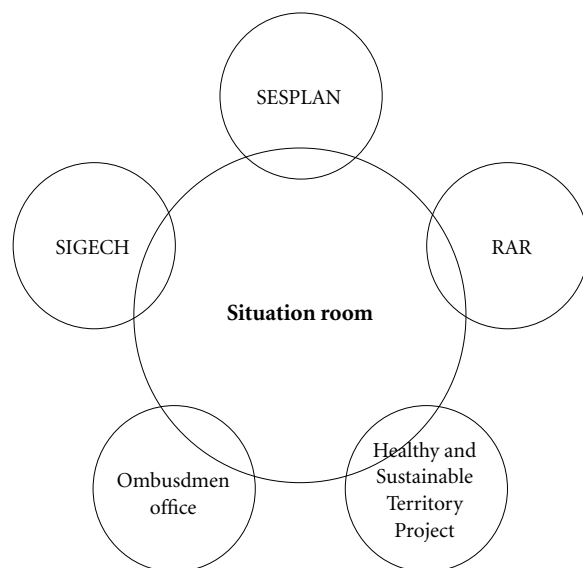 SESPLAN
SIGECH
RAR
Situation room
Ombusdmen
office
Healthy and
Sustainable
Territory
Project